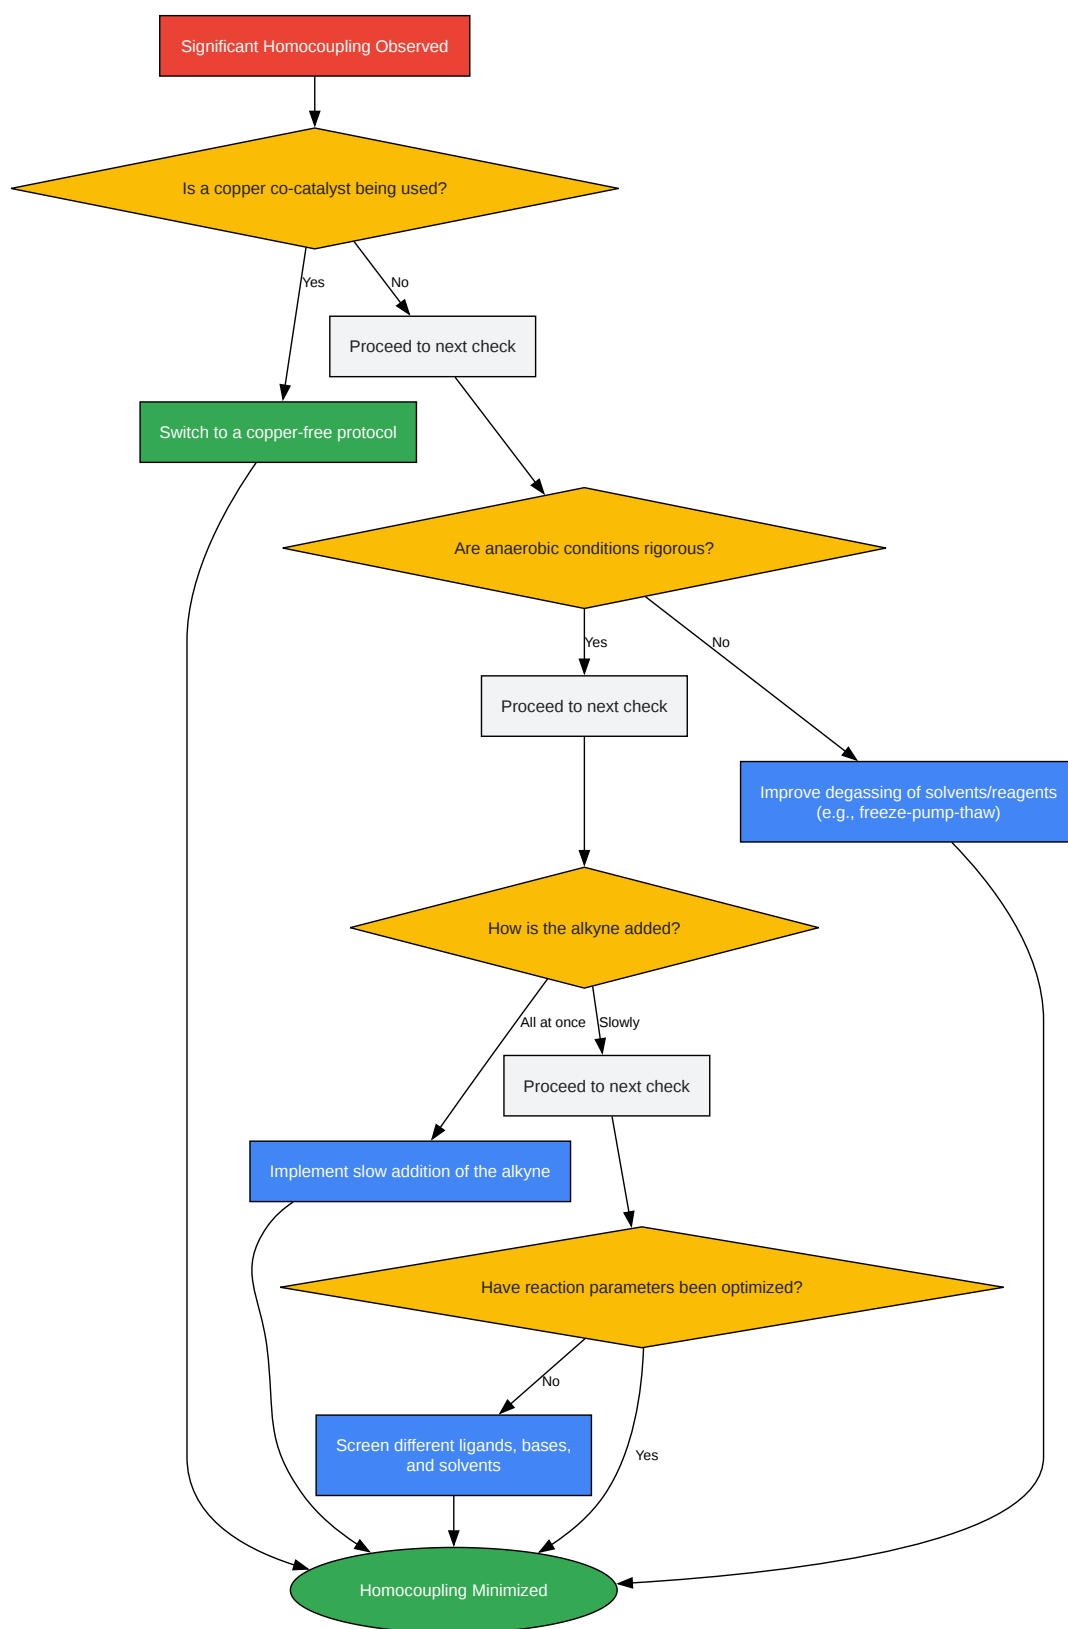 Significant Homocoupling Observed
Is a copper co-catalyst being used?
Yes
No
Proceed to next check
Switch to a copper-free protocol
Are anaerobic conditions rigorous?
Yes
No
Proceed to next check
Improve degassing of solvents/reagents
(e.g., freeze-pump-thaw)
How is the alkyne added?
All at once
Slowly
Proceed to next check
Implement slow addition of the alkyne
Have reaction parameters been optimized?
No
Screen different ligands, bases,
and solvents
Yes
Homocoupling Minimized